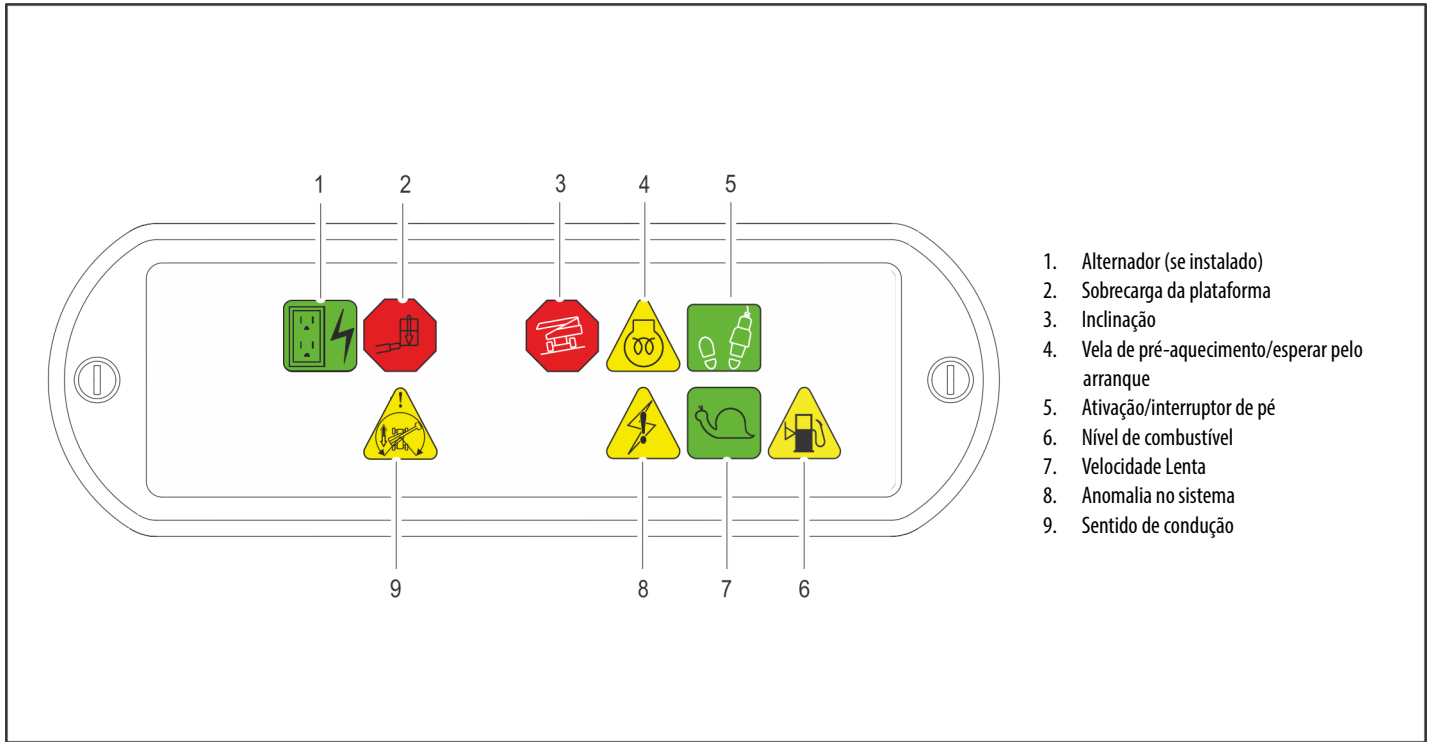 1 2 3 4 5
1. Alternador (se instalado)
2. Sobrecarga da plataforma
3. Inclinação
4. Vela de pré-aquecimento/esperar pelo
arranque
5. Ativação/interruptor de pé
6. Nível de combustível
7. Velocidade Lenta
8. Anomalia no sistema
9. Sentido de condução
9 8 7 6